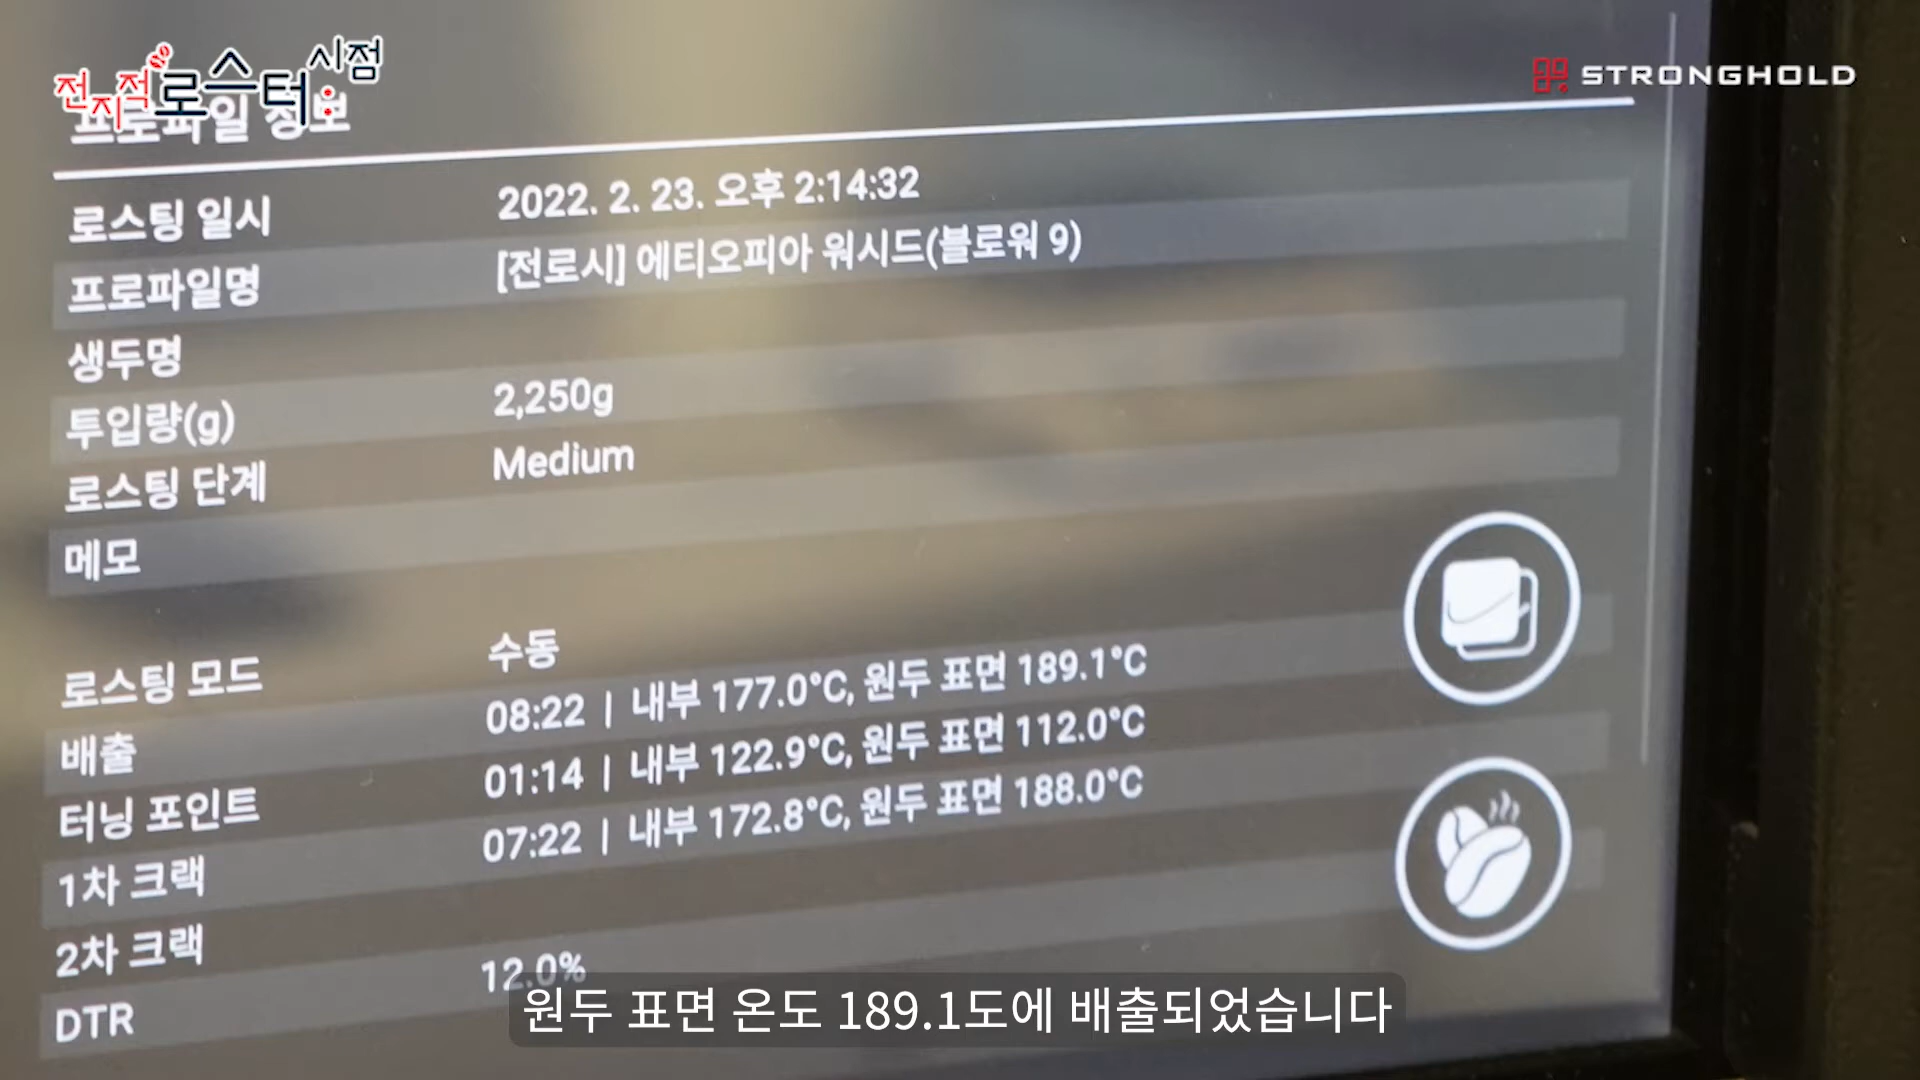 전지적 로스터 시점
STRONGHOLD
프로파일 정보
로스팅 일시 2022. 2. 23. 오후 2:14:32
프로파일명 [전로시] 에티오피아 워시드(블로워 9)
생두명
투입량(g) 2,250g
로스팅 단계 Medium
메모
로스팅 모드 수동
배출 08:22 | 내부 177.0°C, 원두 표면 189.1°C
터닝 포인트 01:14 | 내부 122.9°C, 원두 표면 112.0°C
1차 크랙 07:22 | 내부 172.8°C, 원두 표면 188.0°C
2차 크랙
DTR 12.0%
원두 표면 온도 189.1도에 배출되었습니다